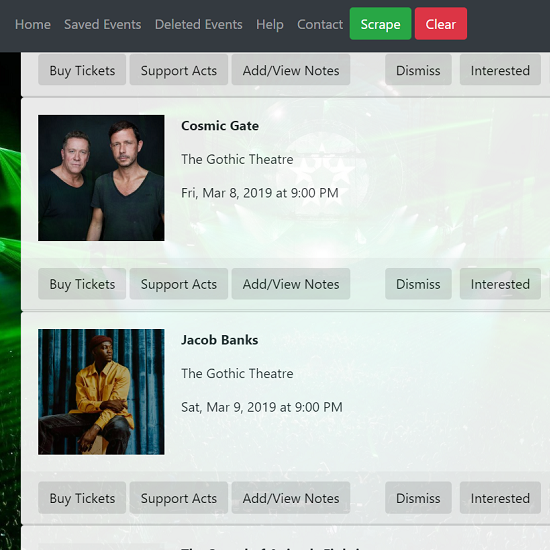 Home Saved Events Deleted Events Help Contact Scrape Clear
Buy Tickets Support Acts Add/View Notes Dismiss Interested
Cosmic Gate
The Gothic Theatre
Fri, Mar 8, 2019 at 9:00 PM
Buy Tickets Support Acts Add/View Notes Dismiss Interested
Jacob Banks
The Gothic Theatre
Sat, Mar 9, 2019 at 9:00 PM
Buy Tickets Support Acts Add/View Notes Dismiss Interested